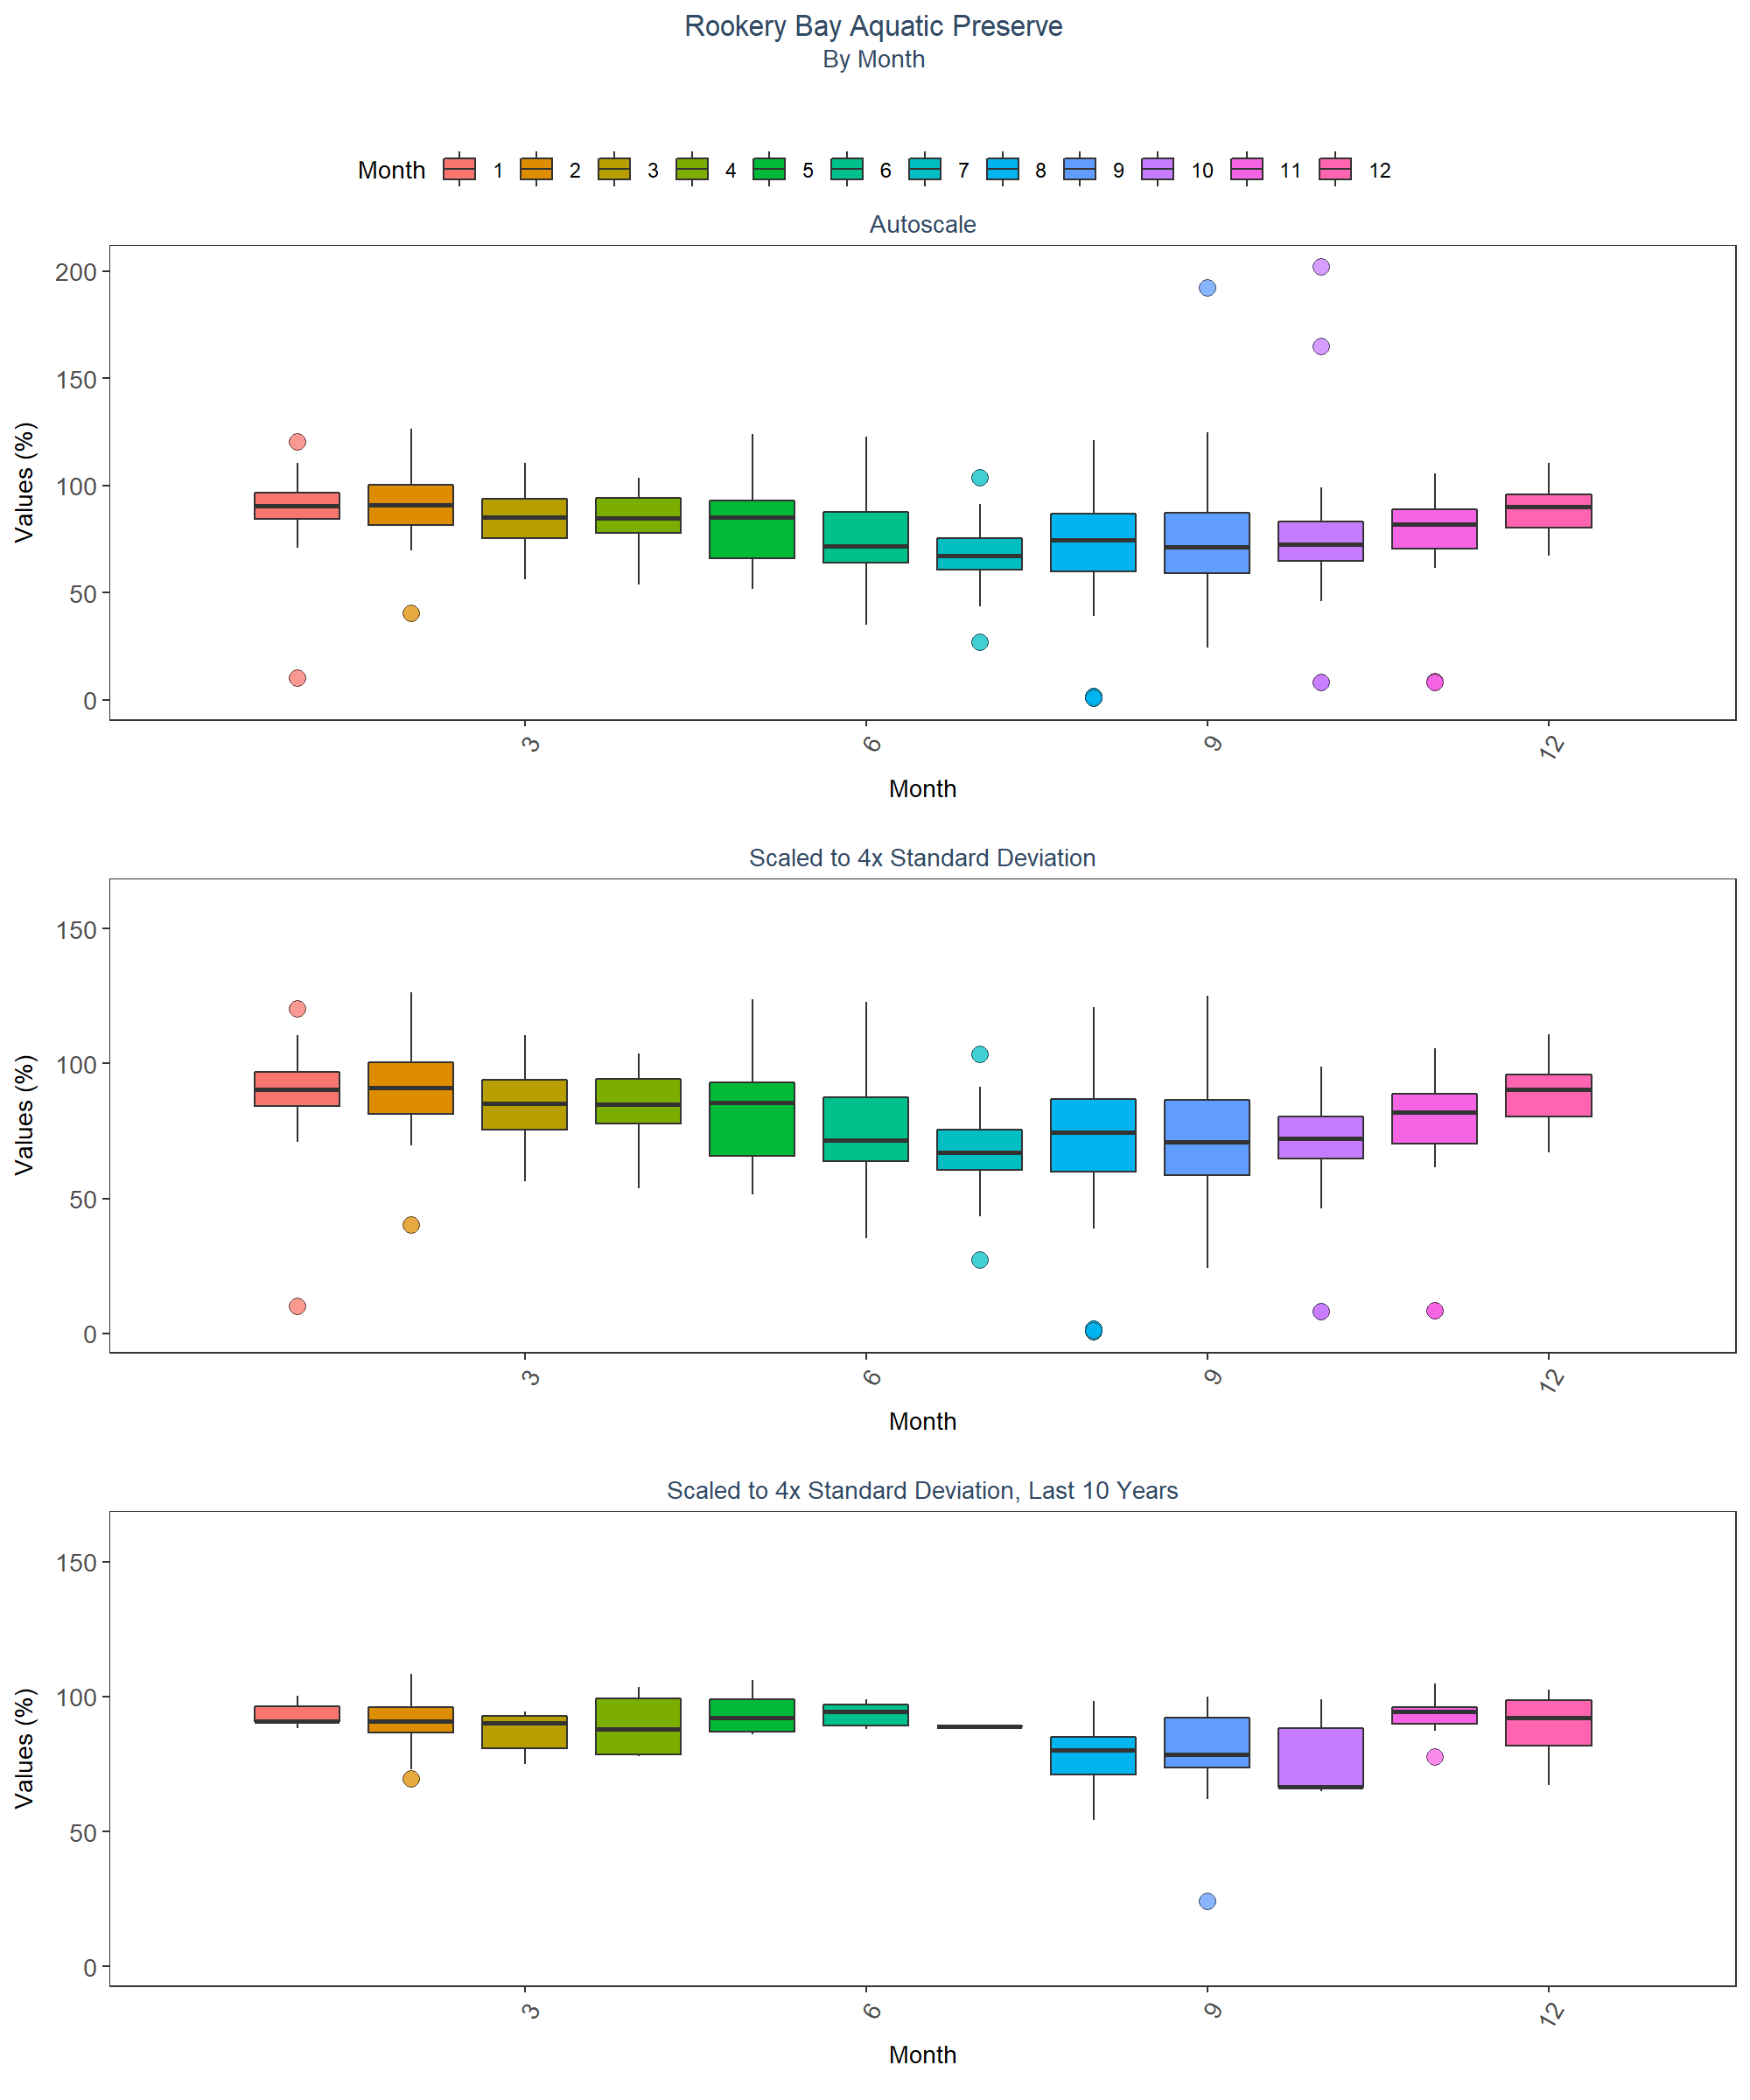 Rookery Bay Aquatic Preserve
By Month
Month 1 2 3 4 5 6 7 8 9 10 11 12
Autoscale
Values (%)
200
150
100
50
0
3 6 9 12
Month
Scaled to 4x Standard Deviation
Values (%)
150
100
50
0
3 6 9 12
Month
Scaled to 4x Standard Deviation, Last 10 Years
Values (%)
150
100
50
0
3 6 9 12
Month